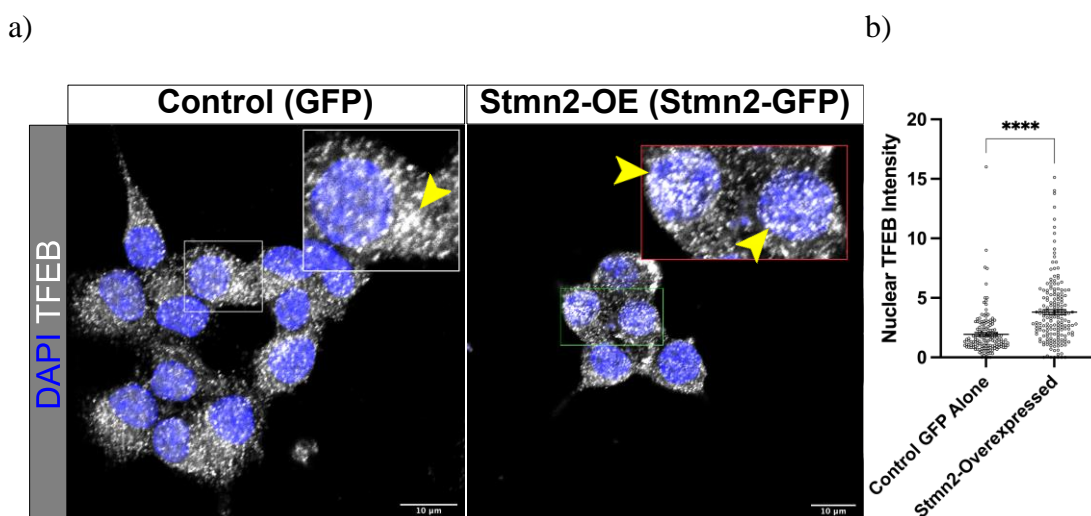 a)
b)
Control (GFP)
Stmn2-OE (Stmn2-GFP)
DAPI TFEB
10 μm
10 μm
Nuclear TFEB Intensity
20
15
10
5
0
****
Control GFP Alone
Stmn2-Overexpressed